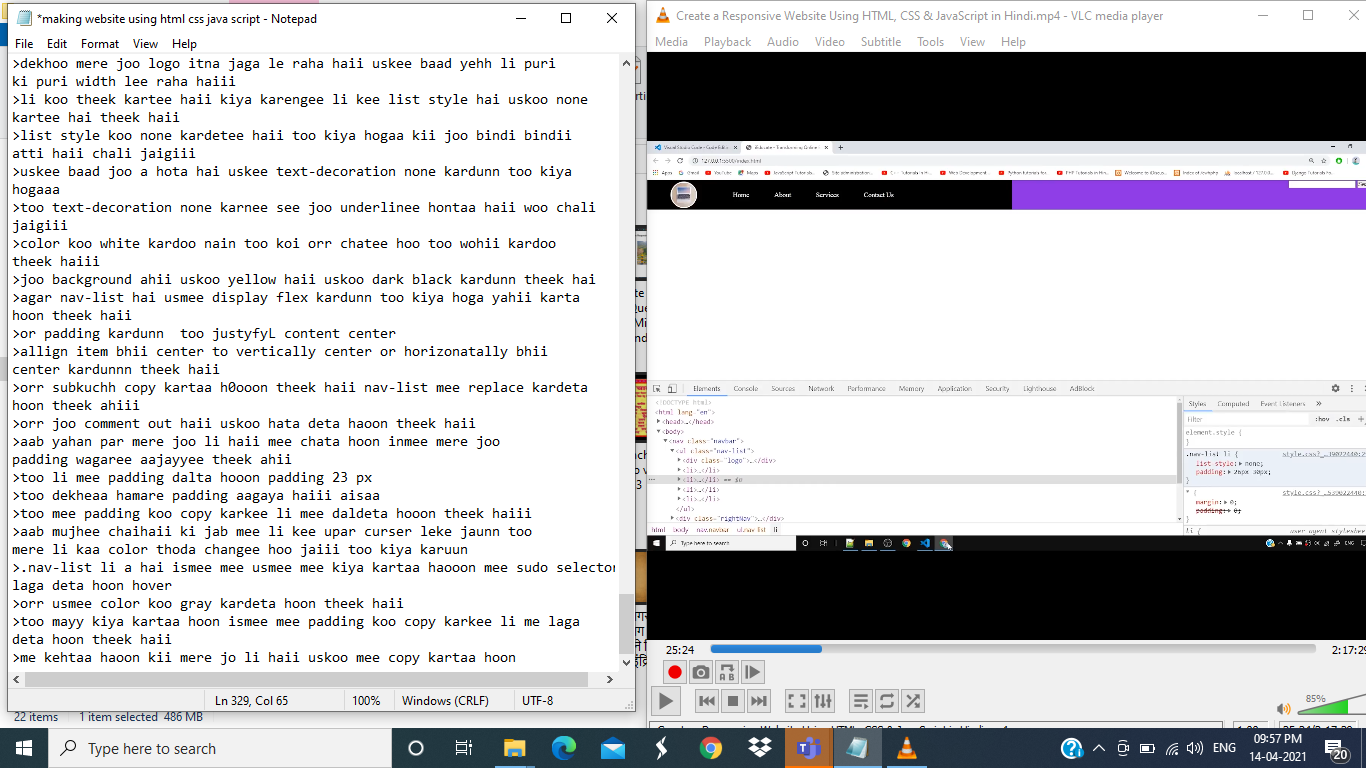 *making website using html css java script - Notepad
File Edit Format View Help
>dekhoo mere joo logo itna jaga le raha haii uskee baad yehh li puri
ki puri width lee raha haiii
>li koo theek kartee haii kiya karengee li kee list style hai uskoo none
kartee hai theek haii
>list style koo none kardetee haii too kiya hogaa kii joo bindi bindii
atti haii chali jaigiii
>uskee baad joo a hota hai uskee text-decoration none kardunn too kiya
hogaaa
>too text-decoration none karnee see joo underlinee hontaa haii woo chali
jaigiii
>color koo white kardoo nain too koi orr chatee hoo too wohii kardoo
theek haiii
>joo background ahii uskoo yellow haii uskoo dark black kardunn theek hai
>agar nav-list hai usmee display flex kardunn too kiya hoga yahii karta
hoon theek haii
>or padding kardunn  too justyfyL content center
>allign item bhii center to vertically center or horizonatally bhii
center kardunnn theek haii
>orr subkuchh copy kartaa h0ooon theek haii nav-list mee replace kardeta
hoon theek ahiii
>orr joo comment out haii uskoo hata deta haoon theek haii
>aab yahan par mere joo li haii mee chata hoon inmee mere joo
padding wagaree aajayyee theek ahii
>too li mee padding dalta hooon padding 23 px
>too dekheaa hamare padding aagaya haiii aisaa
>too mee padding koo copy karkee li mee daldeta hooon theek haiii
>aab mujhee chaihaii ki jab mee li kee upar curser leke jaunn too
mere li kaa color thoda changee hoo jaiii too kiya karuun
>.nav-list li a hai ismee mee usmee mee kiya kartaa haooon mee sudo selector
laga deta hoon hover
>orr usmee color koo gray kardeta hoon theek haii
>too mayy kiya kartaa hoon ismee mee padding koo copy karkee li me laga
deta hoon theek haii
>me kehtaa haoon kii mere jo li haii uskoo mee copy kartaa hoon
Ln 329, Col 65 100% Windows (CRLF) UTF-8
22 items 1 item selected 486 MB
Create a Responsive Website Using HTML, CSS & JavaScript in Hindi.mp4 - VLC media player
Media Playback Audio Video Subtitle Tools View Help
127.0.0.1:5500/index.html
Home About Services Contact Us
Elements Console Sources Network Performance Memory Application Security Lighthouse AdBlock
<!DOCTYPE html>
<html lang="en">
<head>…</head>
<body>
<nav class="navbar">
<ul class="nav-list">
<div class="logo">…</div>
<li>…</li>
<li>…</li> == $0
<li>…</li>
<li>…</li>
</ul>
<div class="rightNav">…</div>
html body nav.navbar ul.nav-list li
Styles Computed Event Listeners »
Filter :hov .cls +
element.style {
}
.nav-list li {
list-style: none;
padding: 26px 30px;
}
* {
margin: 0;
padding: 0;
}
li {
Type here to search
25:24 2:17:29
85%
Type here to search
ENG
09:57 PM
14-04-2021
20